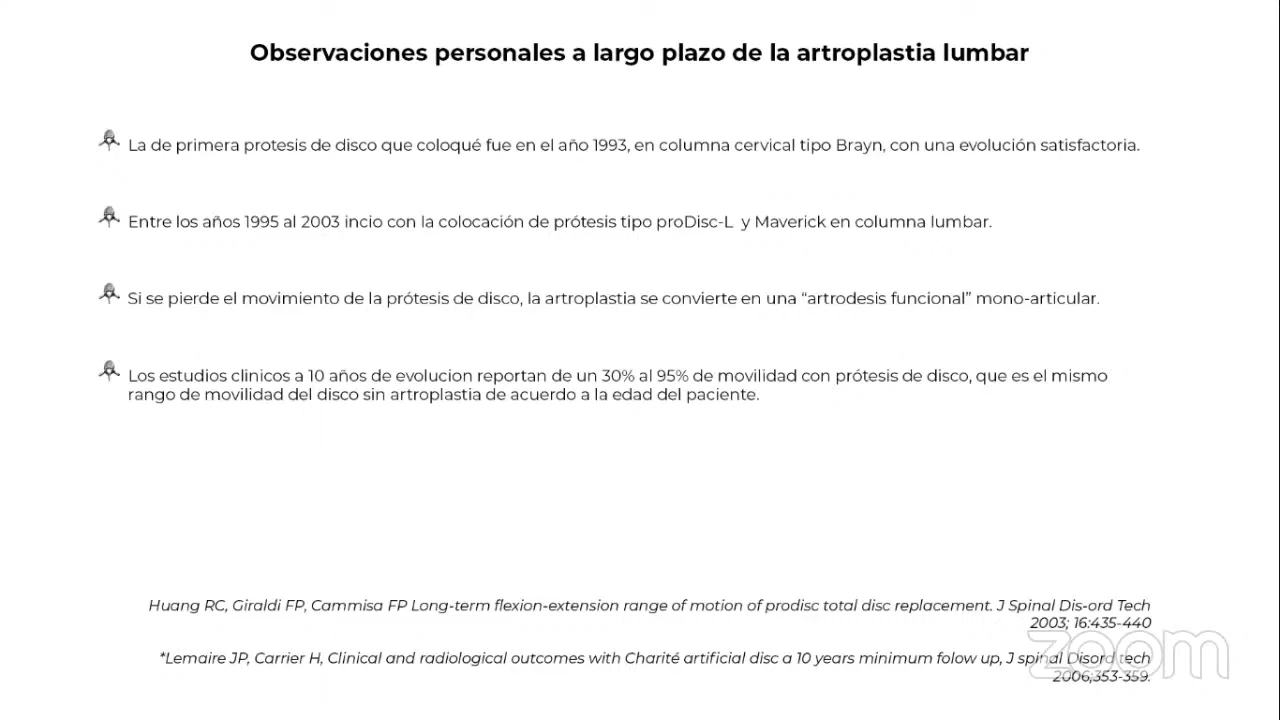 Observaciones personales a largo plazo de la artroplastia lumbar
La de primera protesis de disco que coloqué fue en el año 1993, en columna cervical tipo Brayn, con una evolución satisfactoria.
Entre los años 1995 al 2003 incio con la colocación de prótesis tipo proDisc-L y Maverick en columna lumbar.
Si se pierde el movimiento de la prótesis de disco, la artroplastia se convierte en una “artrodesis funcional” mono-articular.
Los estudios clinicos a 10 años de evolucion reportan de un 30% al 95% de movilidad con prótesis de disco, que es el mismo
rango de movilidad del disco sin artroplastia de acuerdo a la edad del paciente.
Huang RC, Giraldi FP, Cammisa FP Long-term flexion-extension range of motion of prodisc total disc replacement. J Spinal Dis-ord Tech
2003; 16:435-440
*Lemaire JP, Carrier H, Clinical and radiological outcomes with Charité artificial disc a 10 years minimum folow up, J spinal Disord tech
2006;353-359.
zoom